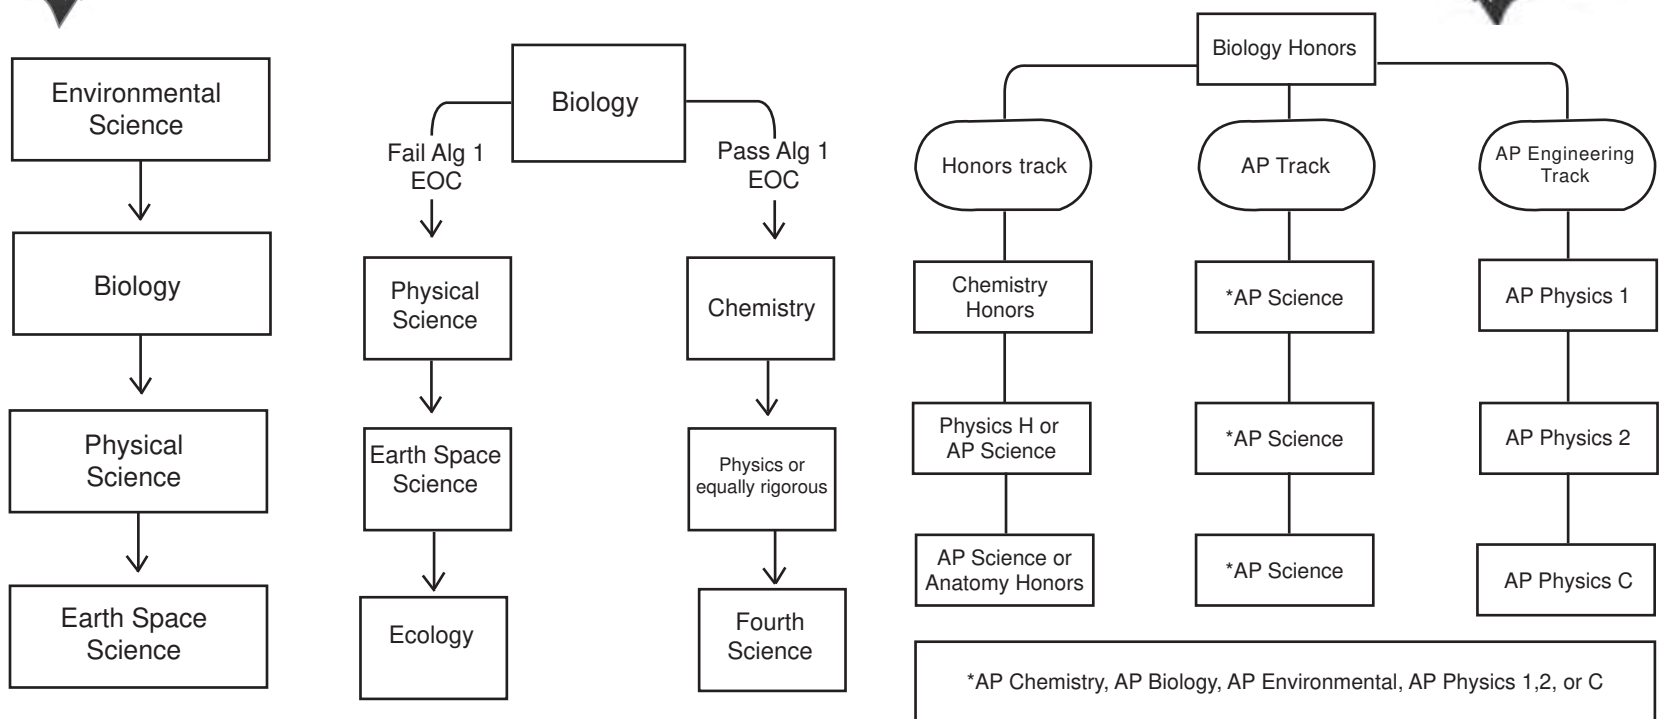 Environmental
Science
Biology
Physical
Science
Earth Space
Science
Biology
Fail Alg 1
EOC
Physical
Science
Earth Space
Science
Ecology
Pass Alg 1
EOC
Chemistry
Physics or
equally rigorous
Fourth
Science
Biology Honors
Honors track
Chemistry
Honors
Physics H or
AP Science
AP Science or
Anatomy Honors
AP Track
*AP Science
*AP Science
*AP Science
AP Engineering
Track
AP Physics 1
AP Physics 2
AP Physics C
*AP Chemistry, AP Biology, AP Environmental, AP Physics 1,2, or C